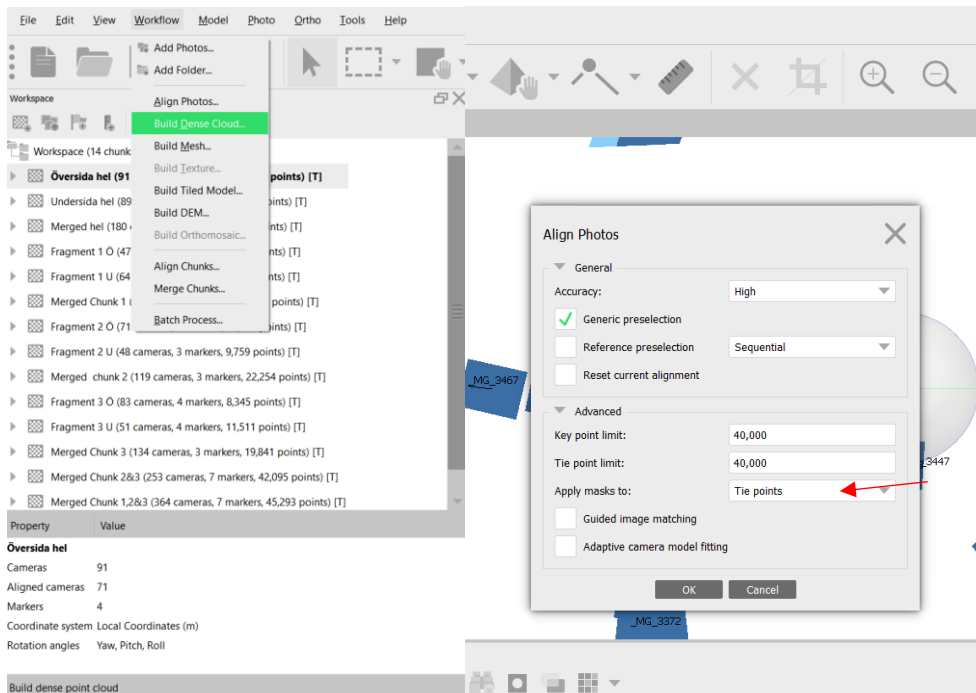 File Edit View Workflow Model Photo Ortho Tools Help
Add Photos...
Add Folder...
Workspace
Align Photos...
Build Dense Cloud...
Build Mesh...
Build Texture...
Build Tiled Model...
Build DEM...
Build Orthomosaic...
Align Chunks...
Merge Chunks...
Batch Process...
Workspace (14 chunk
Översida hel (91 points) [T]
Undersida hel (89 oints) [T]
Merged hel (180 nts) [T]
Fragment 1 Ö (47 nts) [T]
Fragment 1 U (64 nts) [T]
Merged Chunk 1 ( points) [T]
Fragment 2 Ö (71 oints) [T]
Fragment 2 U (48 cameras, 3 markers, 9,759 points) [T]
Merged chunk 2 (119 cameras, 3 markers, 22,254 points) [T]
Fragment 3 Ö (83 cameras, 4 markers, 8,345 points) [T]
Fragment 3 U (51 cameras, 4 markers, 11,511 points) [T]
Merged Chunk 3 (134 cameras, 3 markers, 19,841 points) [T]
Merged Chunk 2&3 (253 cameras, 7 markers, 42,095 points) [T]
Merged Chunk 1,2&3 (364 cameras, 7 markers, 45,293 points) [T]
Property Value
Översida hel
Cameras 91
Aligned cameras 71
Markers 4
Coordinate system Local Coordinates (m)
Rotation angles Yaw, Pitch, Roll
Build dense point cloud
Align Photos
General
Accuracy: High
Generic preselection
Reference preselection Sequential
Reset current alignment
Advanced
Key point limit: 40,000
Tie point limit: 40,000
Apply masks to: Tie points
Guided image matching
Adaptive camera model fitting
OK Cancel
_MG_3467
_3447
_MG_3372